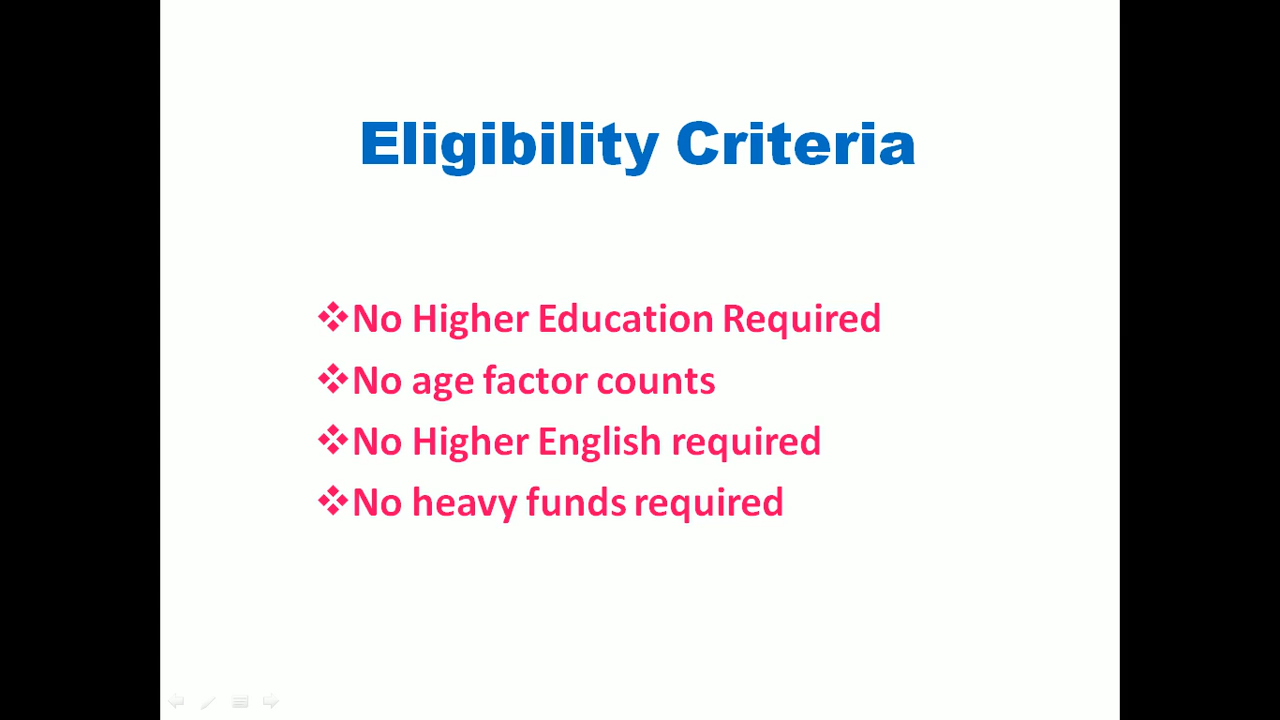 Eligibility Criteria
❖No Higher Education Required
❖No age factor counts
❖No Higher English required
❖No heavy funds required